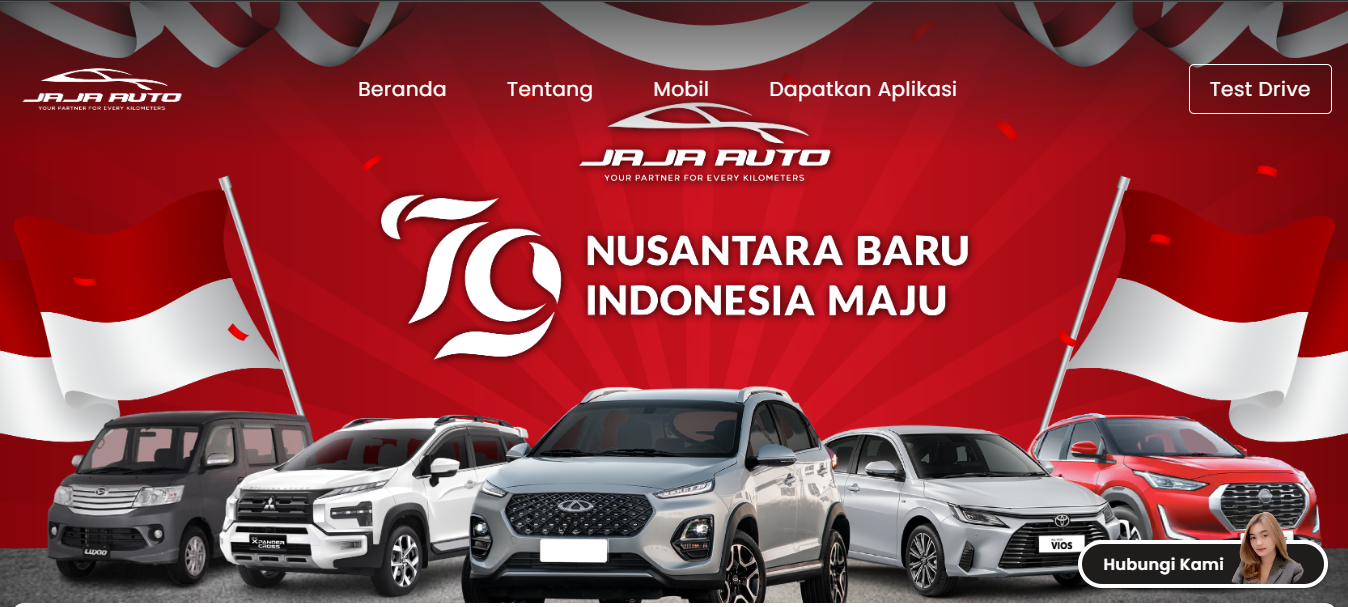 JAJA AUTO
YOUR PARTNER FOR EVERY KILOMETERS
Beranda
Tentang
Mobil
Dapatkan Aplikasi
Test Drive
JAJA AUTO
YOUR PARTNER FOR EVERY KILOMETERS
79
NUSANTARA BARU
INDONESIA MAJU
LUXIO
XPANDER
CROSS
VIOS
Hubungi Kami